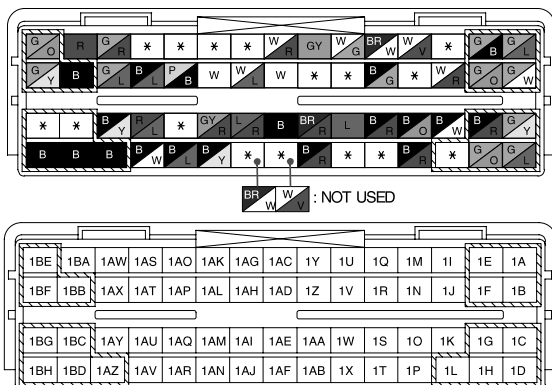 G O R G R * * * * W R GY W G BR W W V * G B G L
G Y B G L B L P B W W L W * * B G * W R G O G W
* * B Y R L * GY R L R B BR R L B R B O B W B R G Y
B B B B W B L B Y * * B R * * B R * G O G L
BR W W V : NOT USED
1BE 1BA 1AW 1AS 1AO 1AK 1AG 1AC 1Y 1U 1Q 1M 1I 1E 1A
1BF 1BB 1AX 1AT 1AP 1AL 1AH 1AD 1Z 1V 1R 1N 1J 1F 1B
1BG 1BC 1AY 1AU 1AQ 1AM 1AI 1AE 1AA 1W 1S 1O 1K 1G 1C
1BH 1BD 1AZ 1AV 1AR 1AN 1AJ 1AF 1AB 1X 1T 1P 1L 1H 1D